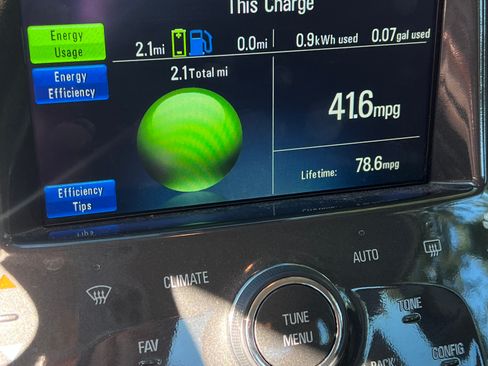 This Charge
Energy
Usage
2.1mi 0.0mi 0.9kWh used 0.07gal used
2.1Total mi
Energy
Efficiency
41.6mpg
Lifetime: 78.6mpg
Efficiency
Tips
AUTO
CLIMATE
TUNE
MENU
TONE
FAV
BACK
CONFIG